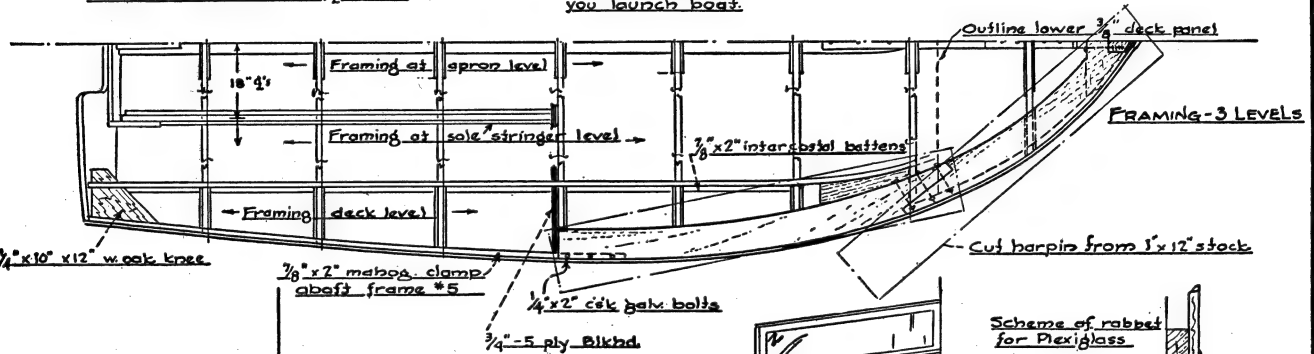 you launch boat.
Outline lower 3/4" deck panel
Framing at apron level
18" ¢'s
FRAMING-3 LEVELS
Framing at sole stringer level
7/8" x 2" intercostal battens
Framing deck level
/4" x 10" x 12" w. oak knee
Cut harpin from 1" x 12" stock
7/8" x 2" mahog. clamp
abaft frame #5
1/4" x 2" c's'k galv. bolts
3/4" - 5 ply Blkhd.
Scheme of rabbet
for Plexiglass